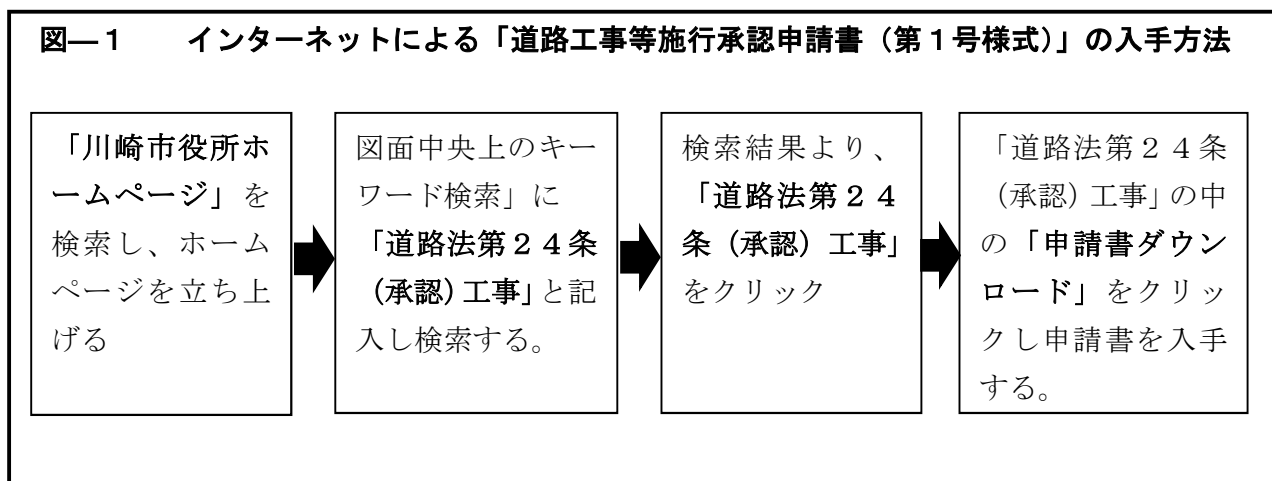 図―１　インターネットによる「道路工事等施行承認申請書（第１号様式）」の入手方法
「川崎市役所ホ
ームページ」を
検索し、ホーム
ページを立ち上
げる
図面中央上のキー
ワード検索」に
「道路法第２４条
（承認）工事」と記
入し検索する。
検索結果より、
「道路法第２４
条（承認）工事」
をクリック
「道路法第２４条
（承認）工事」の中
の「申請書ダウン
ロード」をクリッ
クし申請書を入手
する。